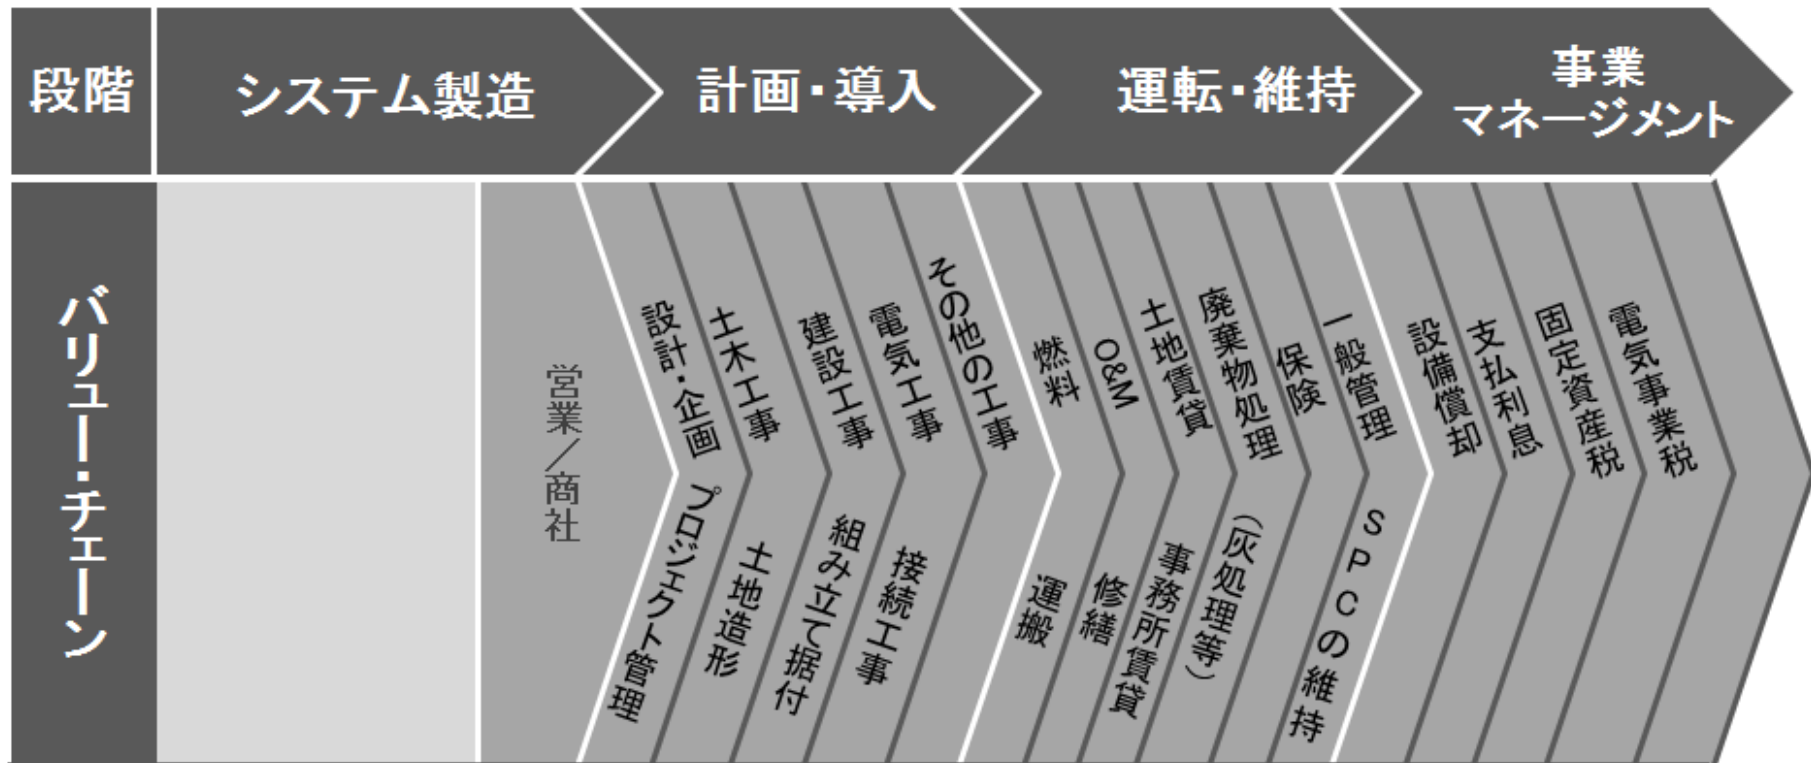 段階
システム製造
計画・導入
運転・維持
事業
マネージメント
バリュー・チェーン
営業／商社
設計・企画
プロジェクト管理
土木工事
土地造形
建設工事
組み立て据付
電気工事
接続工事
その他の工事
燃料
運搬
O&M
修繕
土地賃貸
事務所賃貸
廃棄物処理
（灰処理等）
保険
一般管理
ＳＰＣの維持
設備償却
支払利息
固定資産税
電気事業税